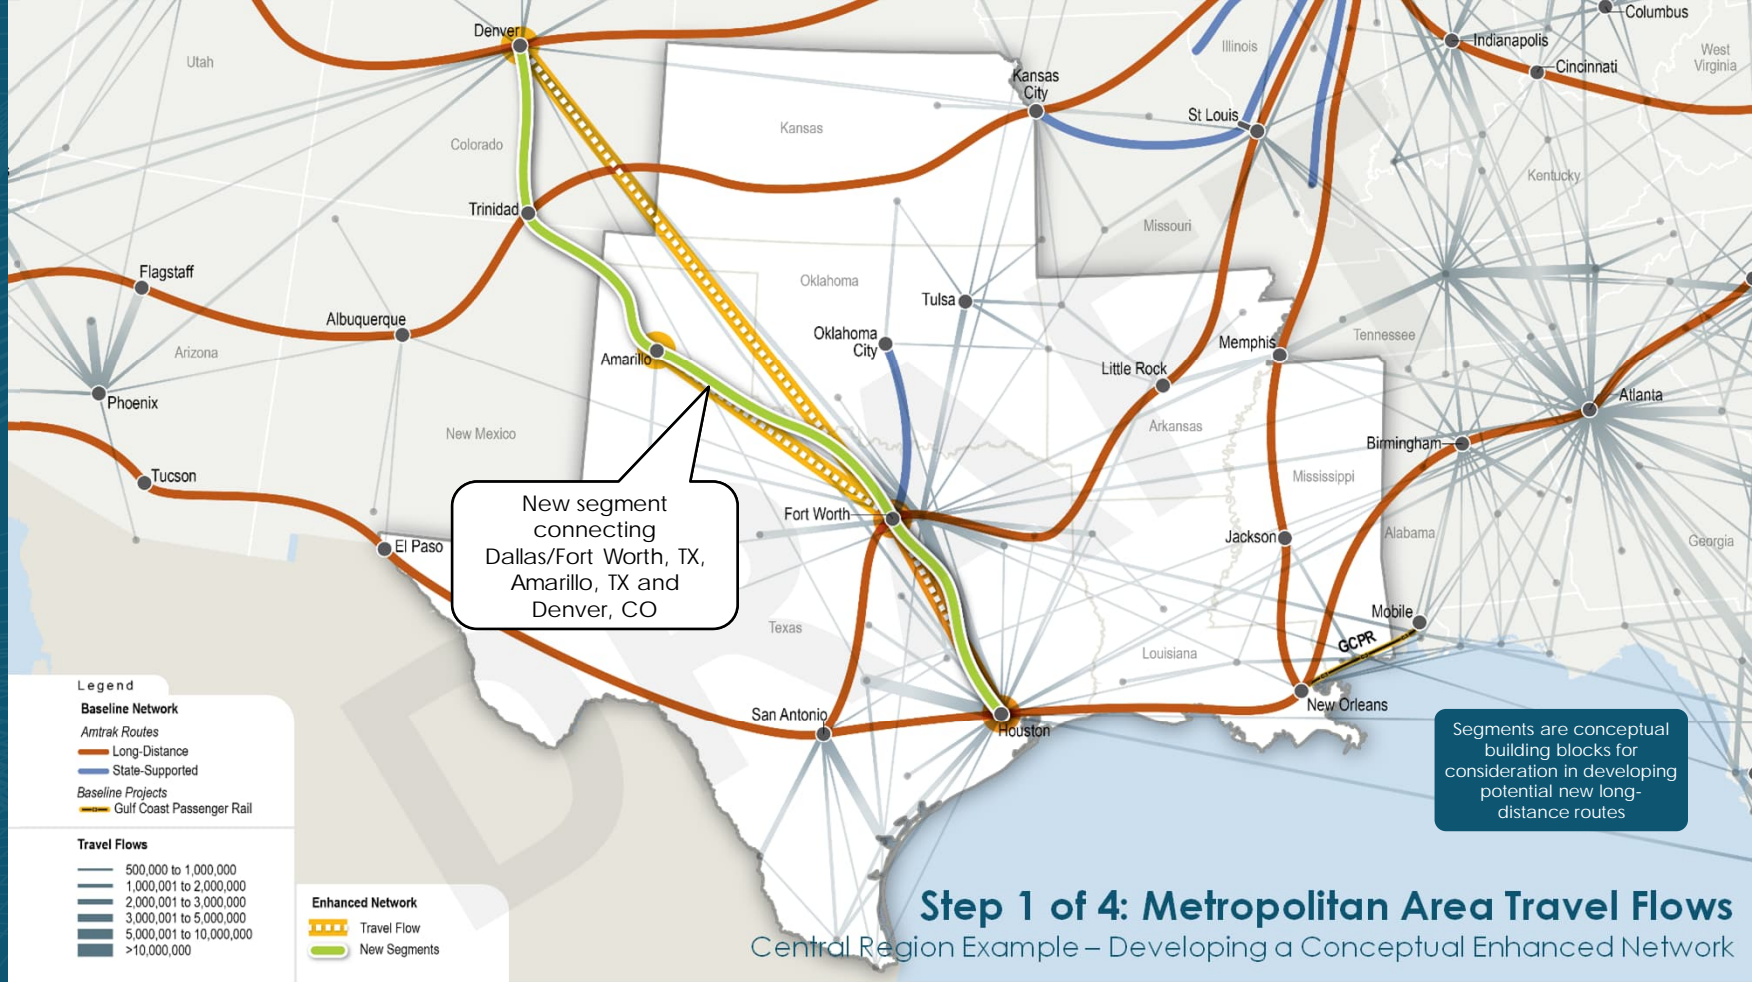 Denver
Utah
Colorado
Trinidad
Flagstaff
Albuquerque
Arizona
Phoenix
New Mexico
Tucson
El Paso
Kansas
Kansas
City
Illinois
Indianapolis
Columbus
Cincinnati
West
Virginia
St Louis
Kentucky
Missouri
Oklahoma
Tulsa
Oklahoma
City
Amarillo
Little Rock
Memphis
Tennessee
Arkansas
Atlanta
Birmingham
Mississippi
Alabama
Georgia
Fort Worth
Jackson
Mobile
GCPR
Louisiana
Texas
New Orleans
San Antonio
Houston
DRAFT
New segment
connecting
Dallas/Fort Worth, TX,
Amarillo, TX and
Denver, CO
Legend
Baseline Network
Amtrak Routes
Long-Distance
State-Supported
Baseline Projects
Gulf Coast Passenger Rail
Travel Flows
500,000 to 1,000,000
1,000,001 to 2,000,000
2,000,001 to 3,000,000
3,000,001 to 5,000,000
5,000,001 to 10,000,000
>10,000,000
Enhanced Network
Travel Flow
New Segments
Segments are conceptual
building blocks for
consideration in developing
potential new long-
distance routes
Step 1 of 4: Metropolitan Area Travel Flows
Central Region Example – Developing a Conceptual Enhanced Network